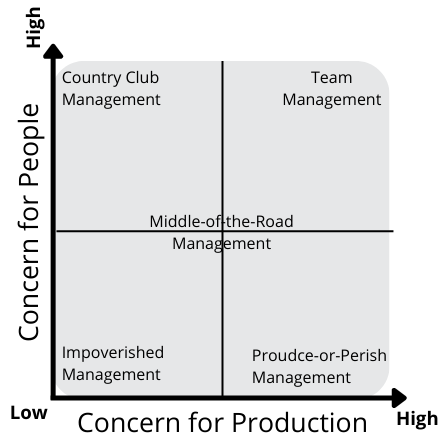 High
Country Club
Management
Team
Management
Concern for People
Middle-of-the-Road
Management
Impoverished
Management
Proudce-or-Perish
Management
Low
Concern for Production
High